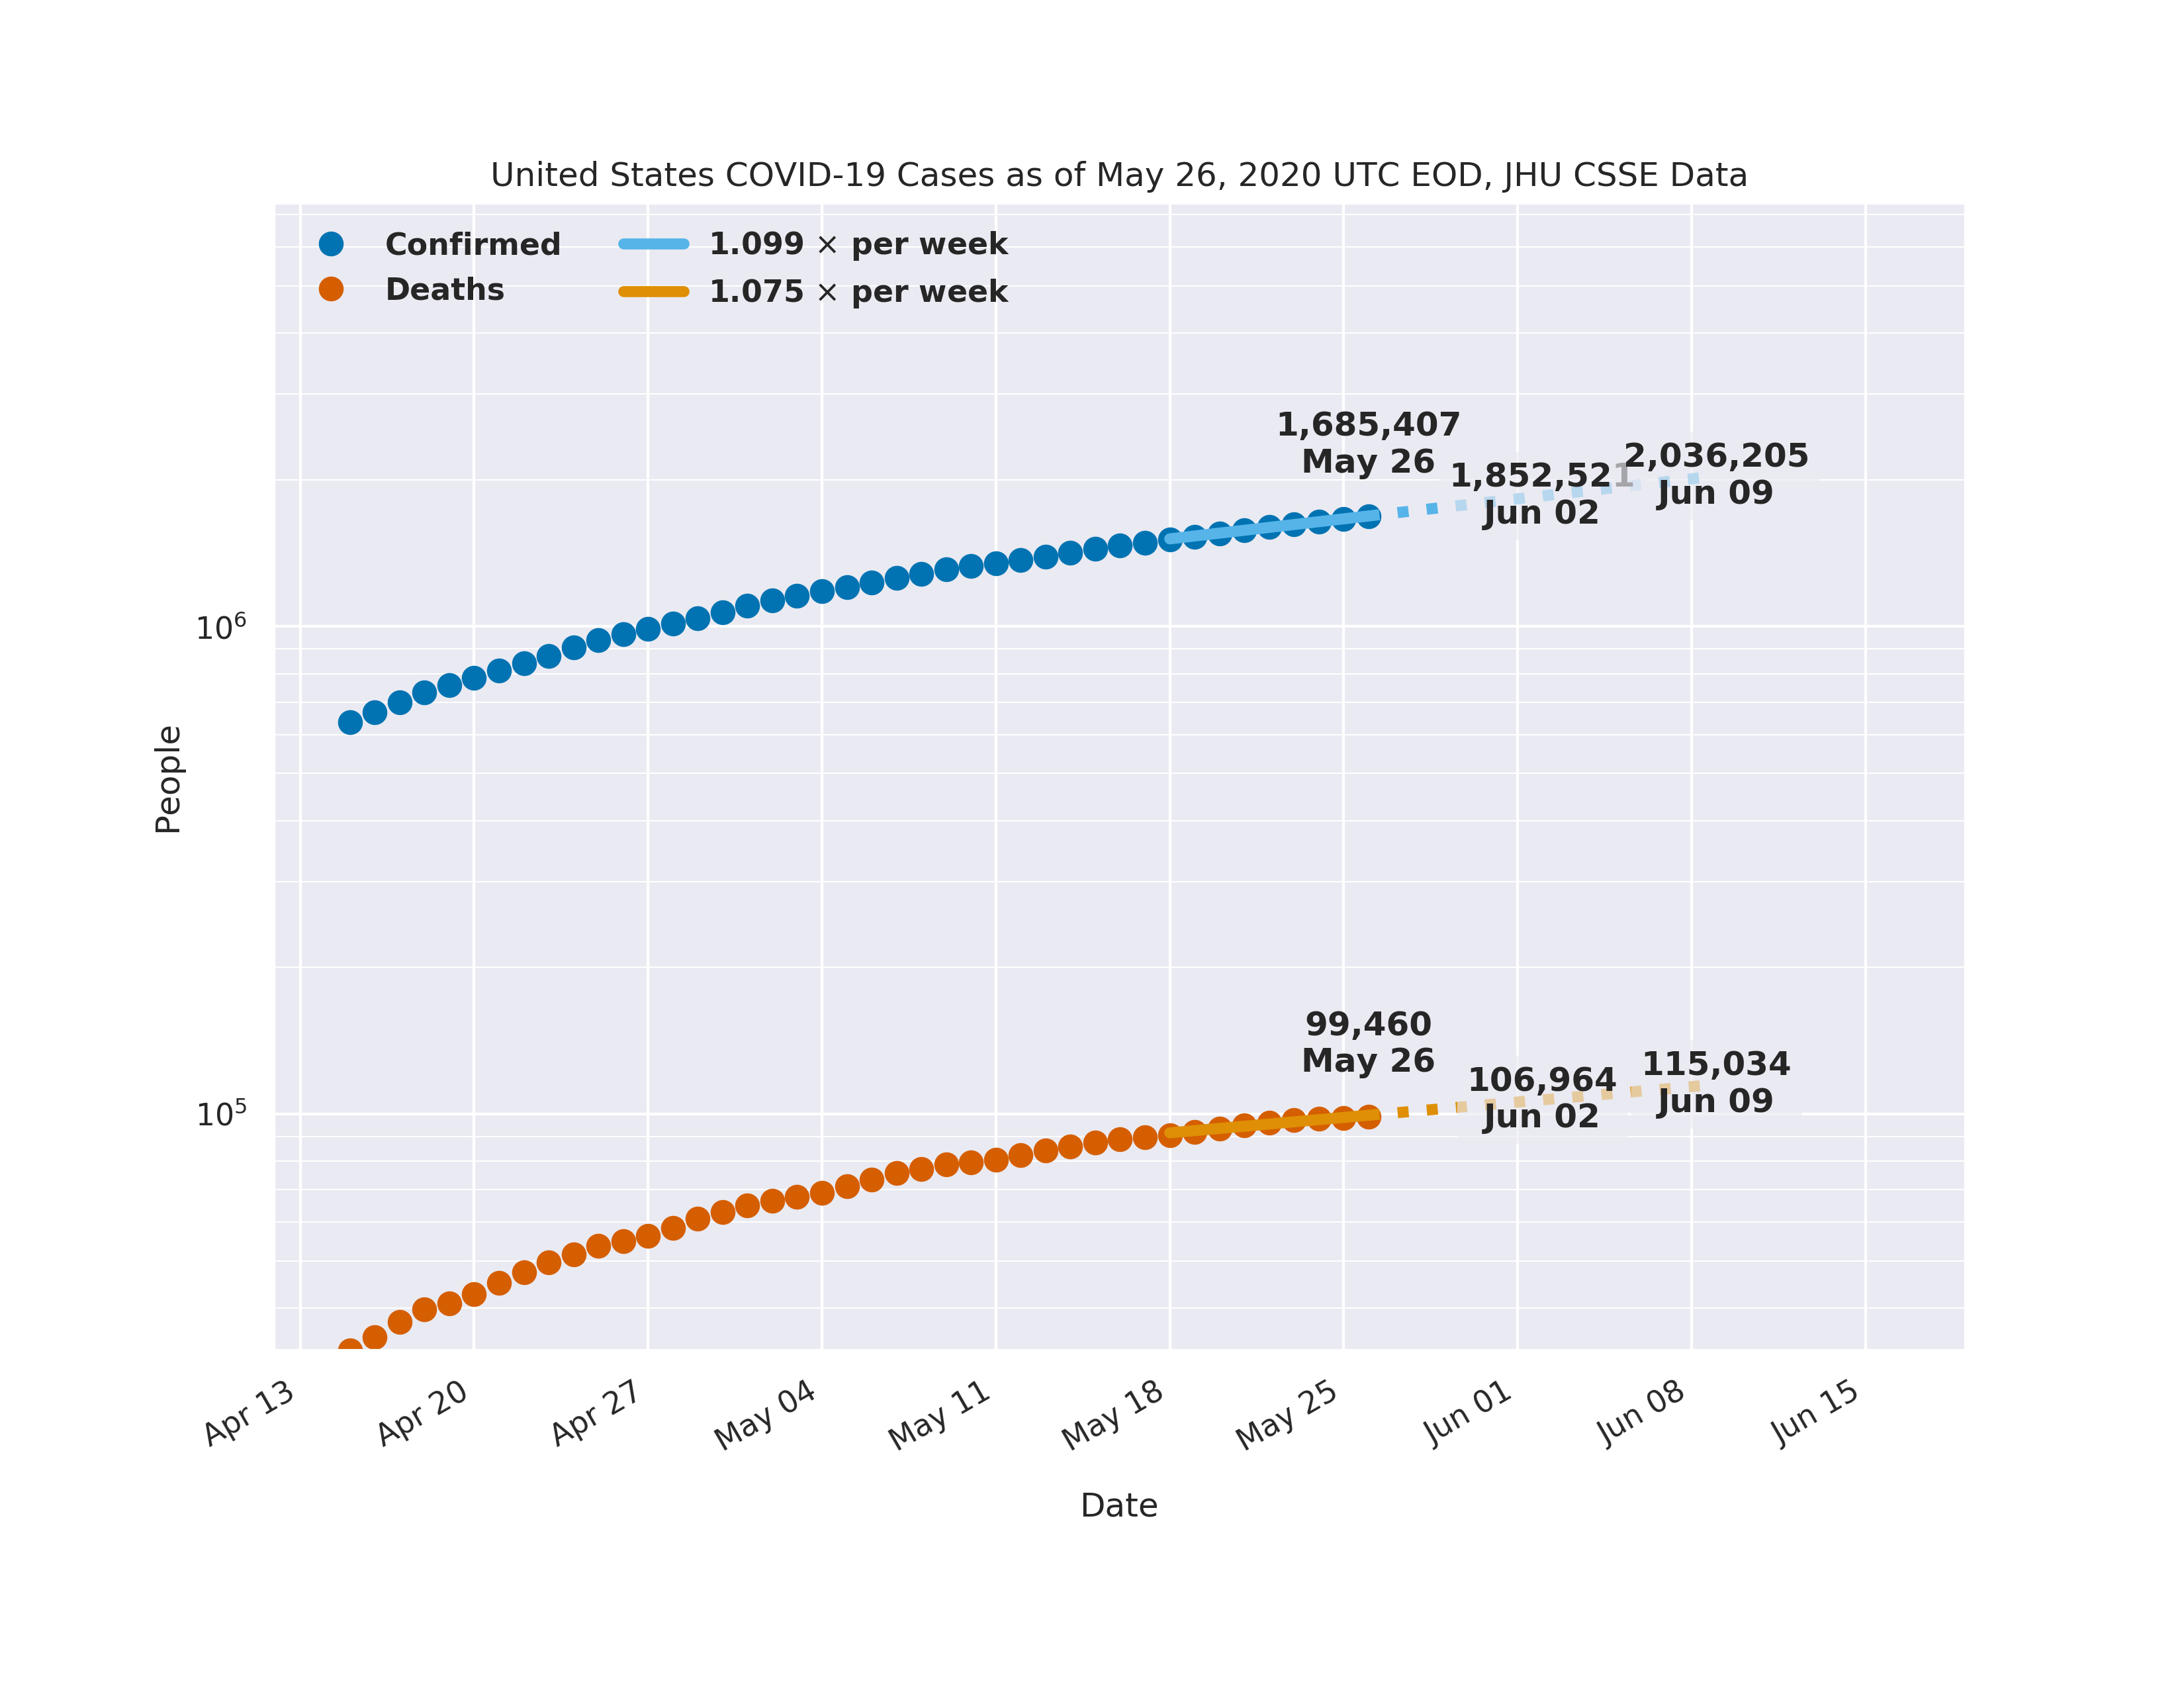 United States COVID-19 Cases as of May 26, 2020 UTC EOD, JHU CSSE Data
Confirmed
Deaths
1.099 × per week
1.075 × per week
1,685,407
May 26
1,852,521
Jun 02
2,036,205
Jun 09
99,460
May 26
106,964
Jun 02
115,034
Jun 09
People
10⁶
10⁵
Apr 13
Apr 20
Apr 27
May 04
May 11
May 18
May 25
Jun 01
Jun 08
Jun 15
Date